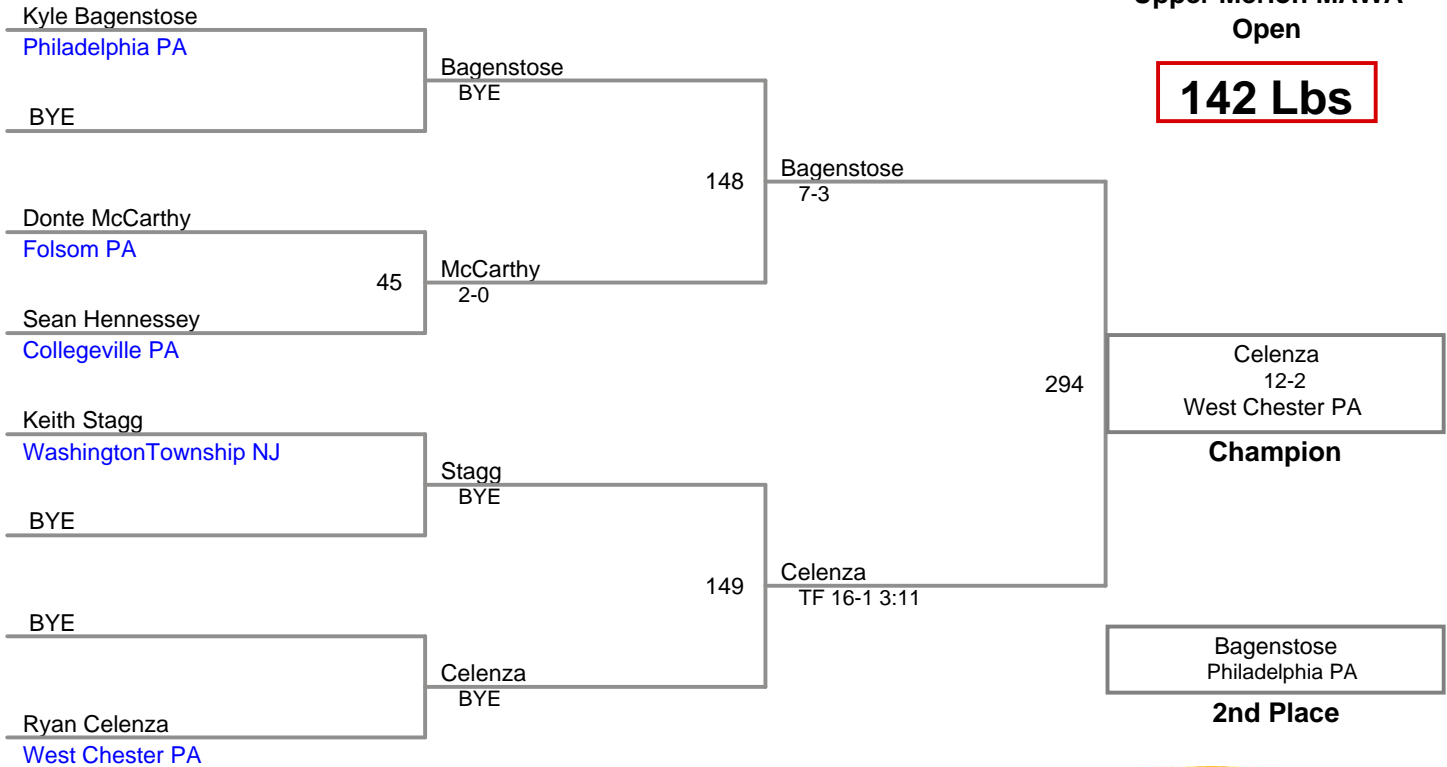 Upper Merion MAWA
Open
142 Lbs
Kyle Bagenstose
Philadelphia PA
BYE
Donte McCarthy
Folsom PA
45
Sean Hennessey
Collegeville PA
Keith Stagg
WashingtonTownship NJ
BYE
BYE
Ryan Celenza
West Chester PA
Bagenstose
BYE
148
McCarthy
2-0
Stagg
BYE
149
Celenza
BYE
Bagenstose
7-3
294
Celenza
TF 16-1 3:11
Celenza
12-2
West Chester PA
Champion
Bagenstose
Philadelphia PA
2nd Place